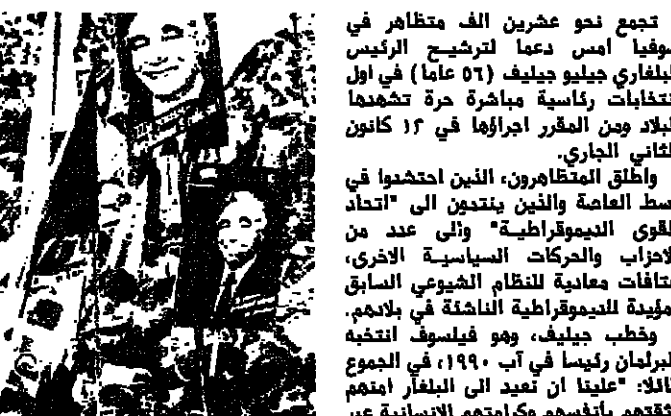 تجمع نحو عشرين الف متظاهر في
صوفيا امس دعما لترشيح الرئيس
البلغاري جيليو جيليف (٥٦ عاما) في اول
انتخابات رئاسية مباشرة حرة تشهدها
البلاد ومن المقرر اجراؤها في ١٢ كانون
الثاني الجاري.
واطلق المتظاهرون، الذين احتشدوا في
وسط العاصمة والذين ينتمون الى "اتحاد
القوى الديموقراطية" والى عدد من
الاحزاب والحركات السياسية الاخرى،
هتافات معادية للنظام الشيوعي السابق
مؤيدة للديموقراطية الناشئة في بلادهم.
وخطب جيليف، وهو فيلسوف انتخبه
البرلمان رئيسا في آب ١٩٩٠، في الجموع
قائلا: "علينا ان نعيد الى البلغار امنهم
وثقتهم بأنفسهم وكرامتهم الانسانية عبر